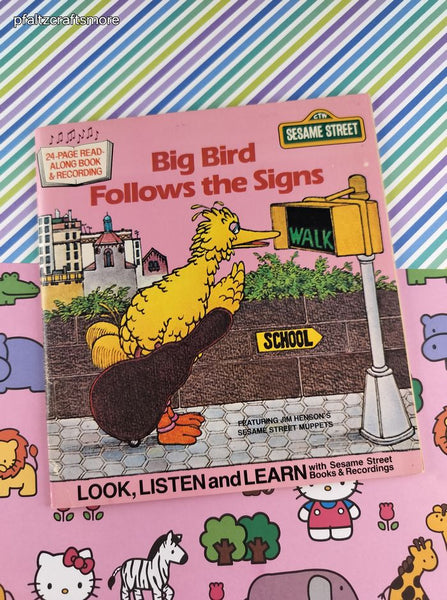 pfaltzcraftsmore
CTW
SESAME STREET
24-PAGE READ-
ALONG BOOK
& RECORDING
Big Bird
Follows the Signs
WALK
SCHOOL
FEATURING JIM HENSON'S
SESAME STREET MUPPETS
LOOK, LISTEN and LEARN with Sesame Street
Books & Recordings